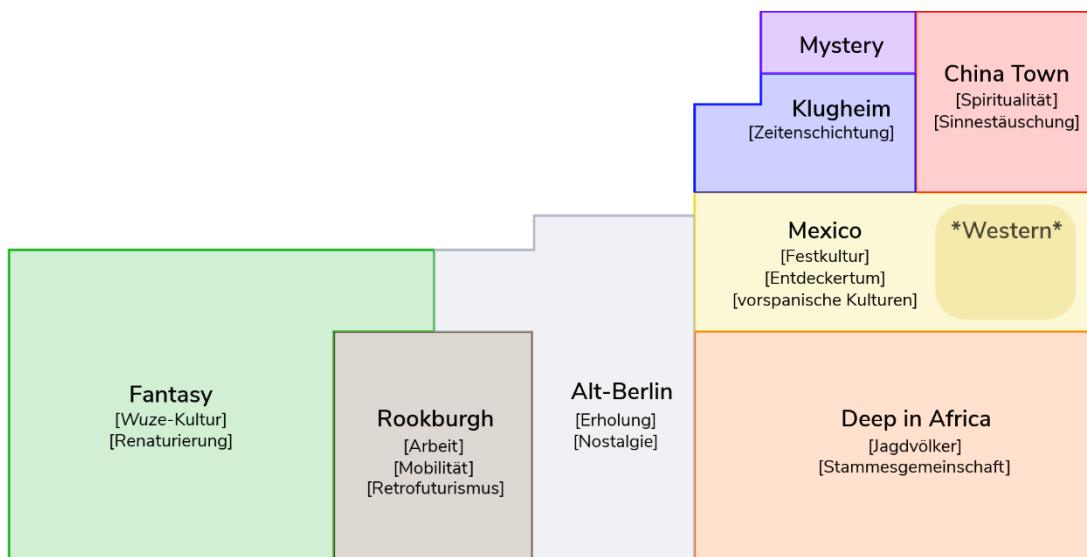 Mystery
China Town
[Spiritualität]
[Sinnestäuschung]
Klugheim
[Zeitenschichtung]
Mexico
[Festkultur]
[Entdeckertum]
[vorspanische Kulturen]
*Western*
Fantasy
[Wuze-Kultur]
[Renaturierung]
Rookburgh
[Arbeit]
[Mobilität]
[Retrofuturismus]
Alt-Berlin
[Erholung]
[Nostalgie]
Deep in Africa
[Jagdvölker]
[Stammesgemeinschaft]